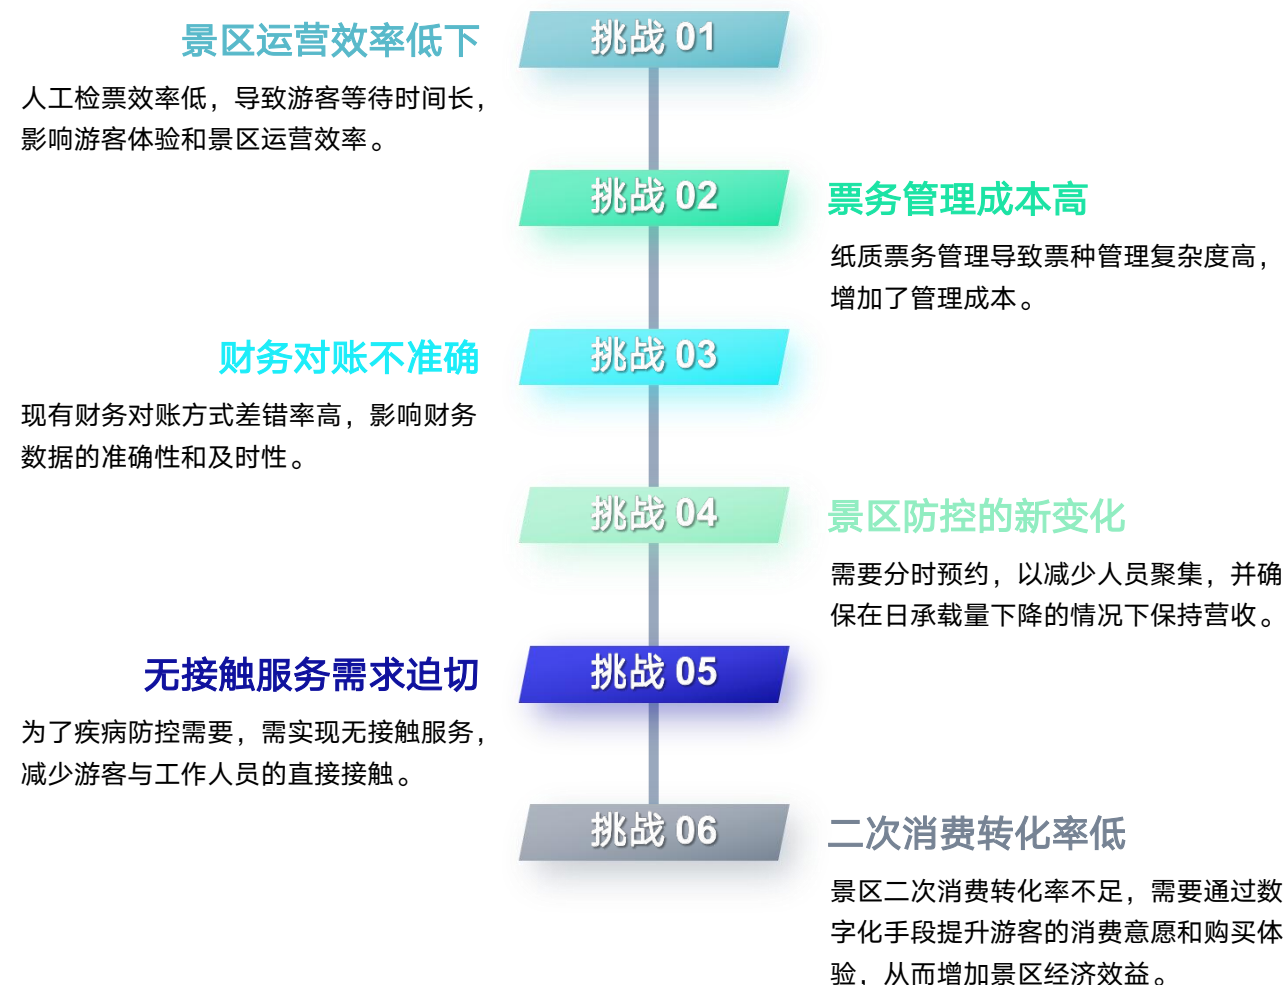 景区运营效率低下
挑战 01
人工检票效率低，导致游客等待时间长，
影响游客体验和景区运营效率。
挑战 02
票务管理成本高
纸质票务管理导致票种管理复杂度高，
增加了管理成本。
财务对账不准确
挑战 03
现有财务对账方式差错率高，影响财务
数据的准确性和及时性。
挑战 04
景区防控的新变化
需要分时预约，以减少人员聚集，并确
保在日承载量下降的情况下保持营收。
无接触服务需求迫切
挑战 05
为了疾病防控需要，需实现无接触服务，
减少游客与工作人员的直接接触。
挑战 06
二次消费转化率低
景区二次消费转化率不足，需要通过数
字化手段提升游客的消费意愿和购买体
验，从而增加景区经济效益。